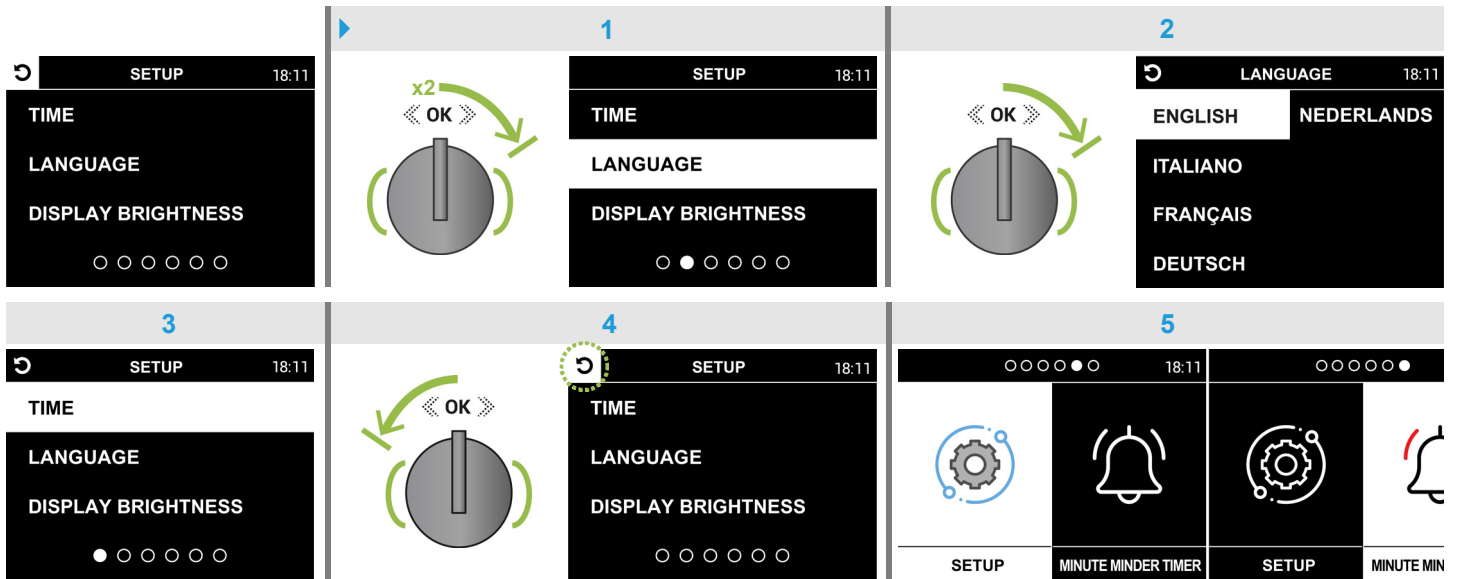 SETUP 18:11
TIME
LANGUAGE
DISPLAY BRIGHTNESS
1
x2
OK
SETUP 18:11
TIME
LANGUAGE
DISPLAY BRIGHTNESS
2
OK
LANGUAGE 18:11
ENGLISH NEDERLANDS
ITALIANO
FRANÇAIS
DEUTSCH
3
SETUP 18:11
TIME
LANGUAGE
DISPLAY BRIGHTNESS
4
OK
SETUP 18:11
TIME
LANGUAGE
DISPLAY BRIGHTNESS
5
18:11
SETUP MINUTE MINDER TIMER
SETUP MINUTE MIN